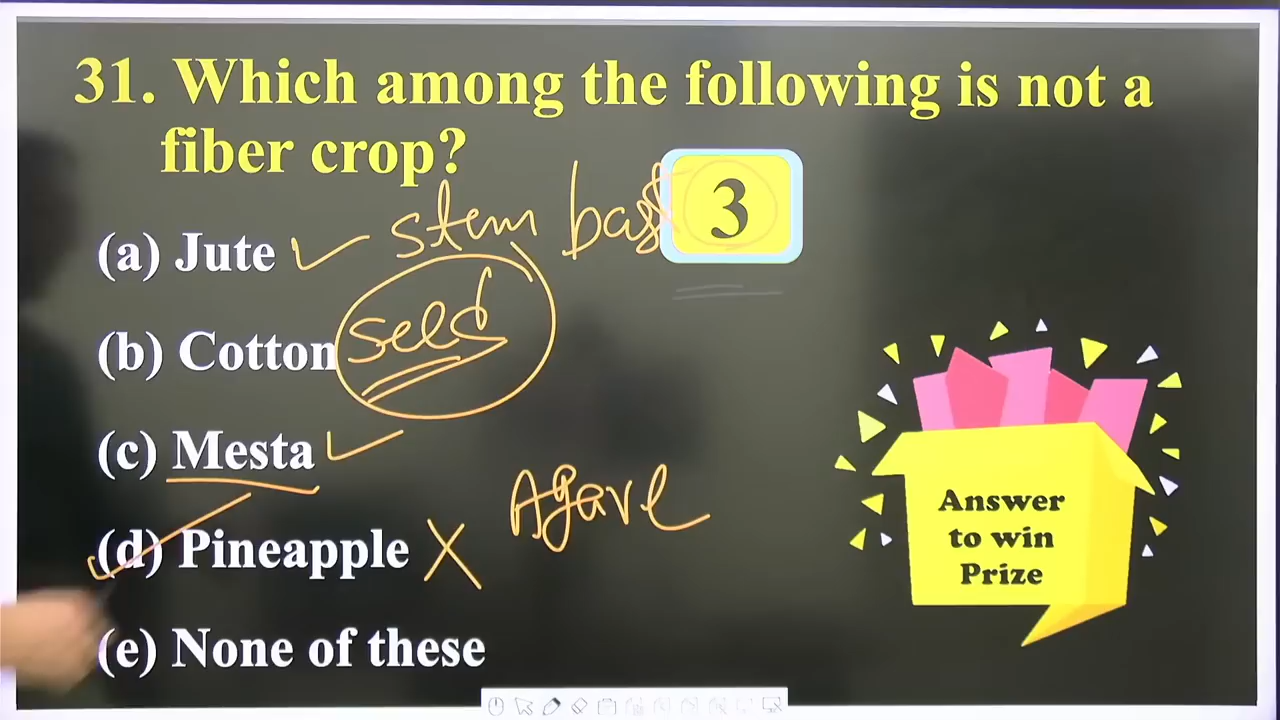 31. Which among the following is not a
fiber crop?
3
(a) Jute stem bast
(b) Cotton seed
(c) Mesta
Agave
(d) Pineapple X
(e) None of these
Answer
to win
Prize